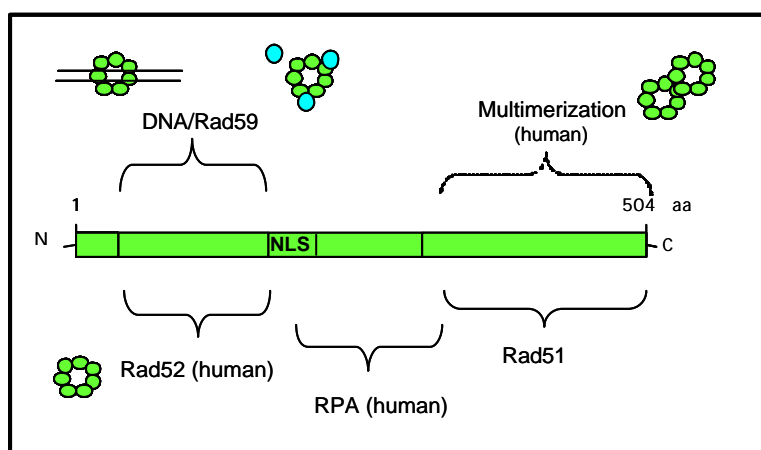 DNA/Rad59
Multimerization
(human)
1
504 aa
N
NLS
C
Rad52 (human)
Rad51
RPA (human)